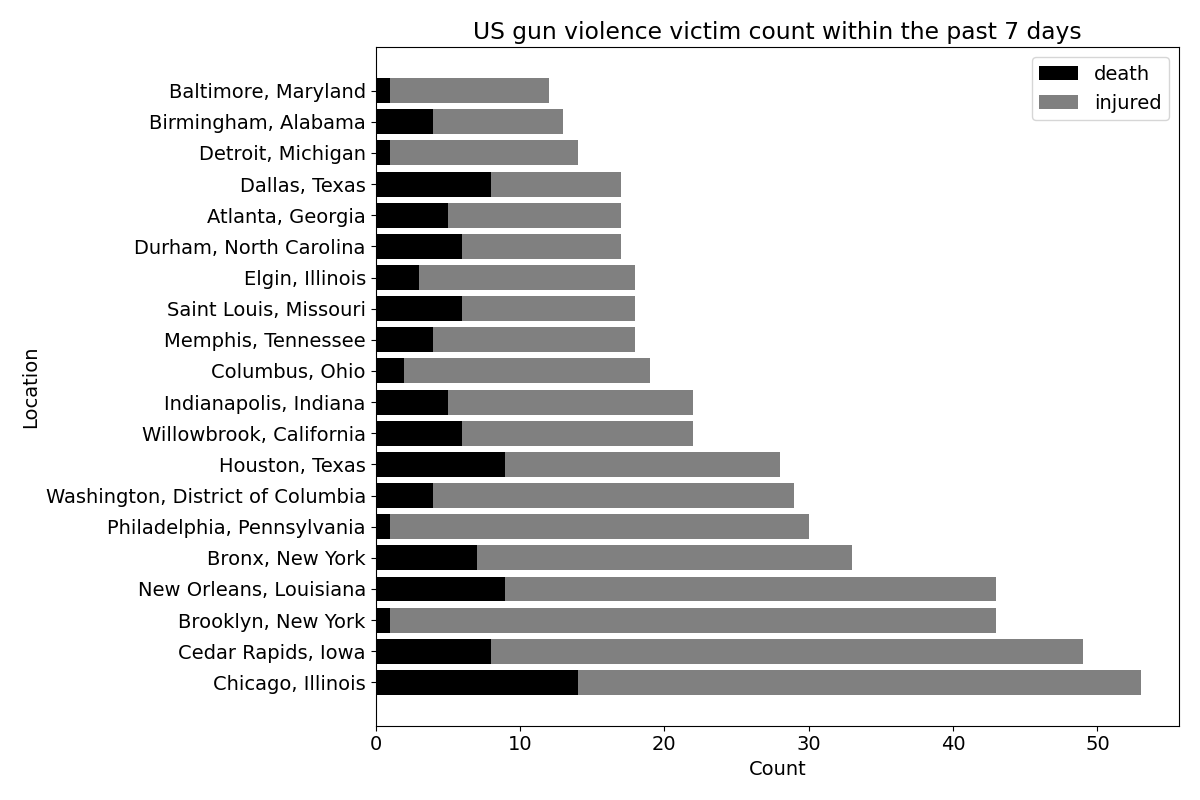 US gun violence victim count within the past 7 days
death
injured
Baltimore, Maryland
Birmingham, Alabama
Detroit, Michigan
Dallas, Texas
Atlanta, Georgia
Durham, North Carolina
Elgin, Illinois
Saint Louis, Missouri
Memphis, Tennessee
Columbus, Ohio
Indianapolis, Indiana
Willowbrook, California
Houston, Texas
Washington, District of Columbia
Philadelphia, Pennsylvania
Bronx, New York
New Orleans, Louisiana
Brooklyn, New York
Cedar Rapids, Iowa
Chicago, Illinois
Location
0 10 20 30 40 50
Count